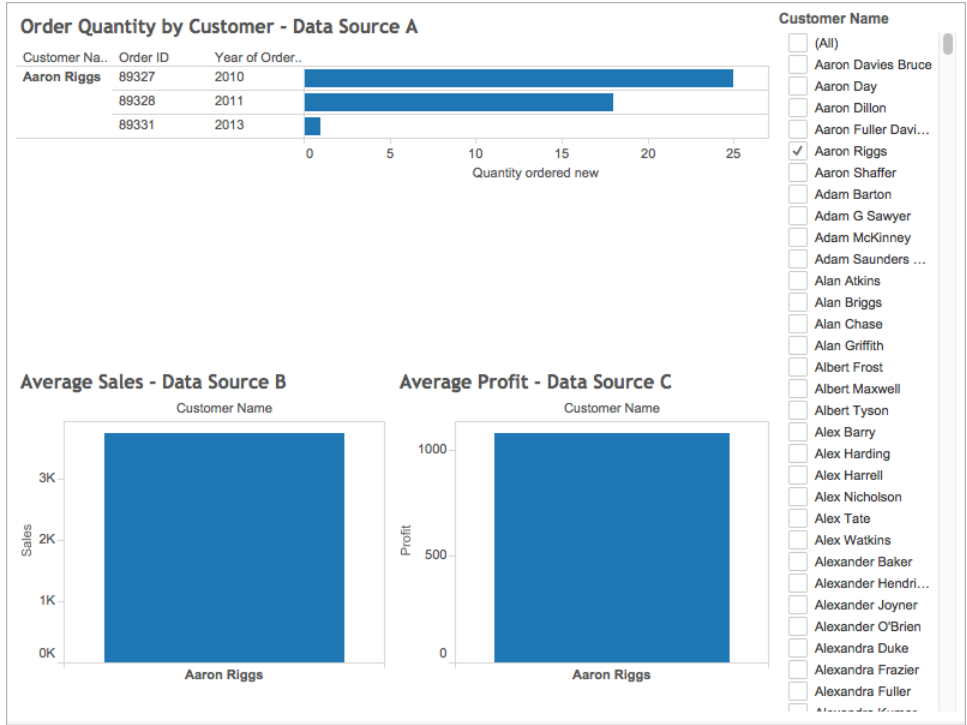 Order Quantity by Customer - Data Source A
Customer Na.. Order ID Year of Order..
Aaron Riggs 89327 2010
89328 2011
89331 2013
0 5 10 15 20 25
Quantity ordered new
Average Sales - Data Source B
Customer Name
3K
2K
1K
0K
Sales
Aaron Riggs
Average Profit - Data Source C
Customer Name
1000
500
0
Profit
Aaron Riggs
Customer Name
(All)
Aaron Davies Bruce
Aaron Day
Aaron Dillon
Aaron Fuller Davi...
Aaron Riggs
Aaron Shaffer
Adam Barton
Adam G Sawyer
Adam McKinney
Adam Saunders ...
Alan Atkins
Alan Briggs
Alan Chase
Alan Griffith
Albert Frost
Albert Maxwell
Albert Tyson
Alex Barry
Alex Harding
Alex Harrell
Alex Nicholson
Alex Tate
Alex Watkins
Alexander Baker
Alexander Hendri...
Alexander Joyner
Alexander O'Brien
Alexandra Duke
Alexandra Frazier
Alexandra Fuller